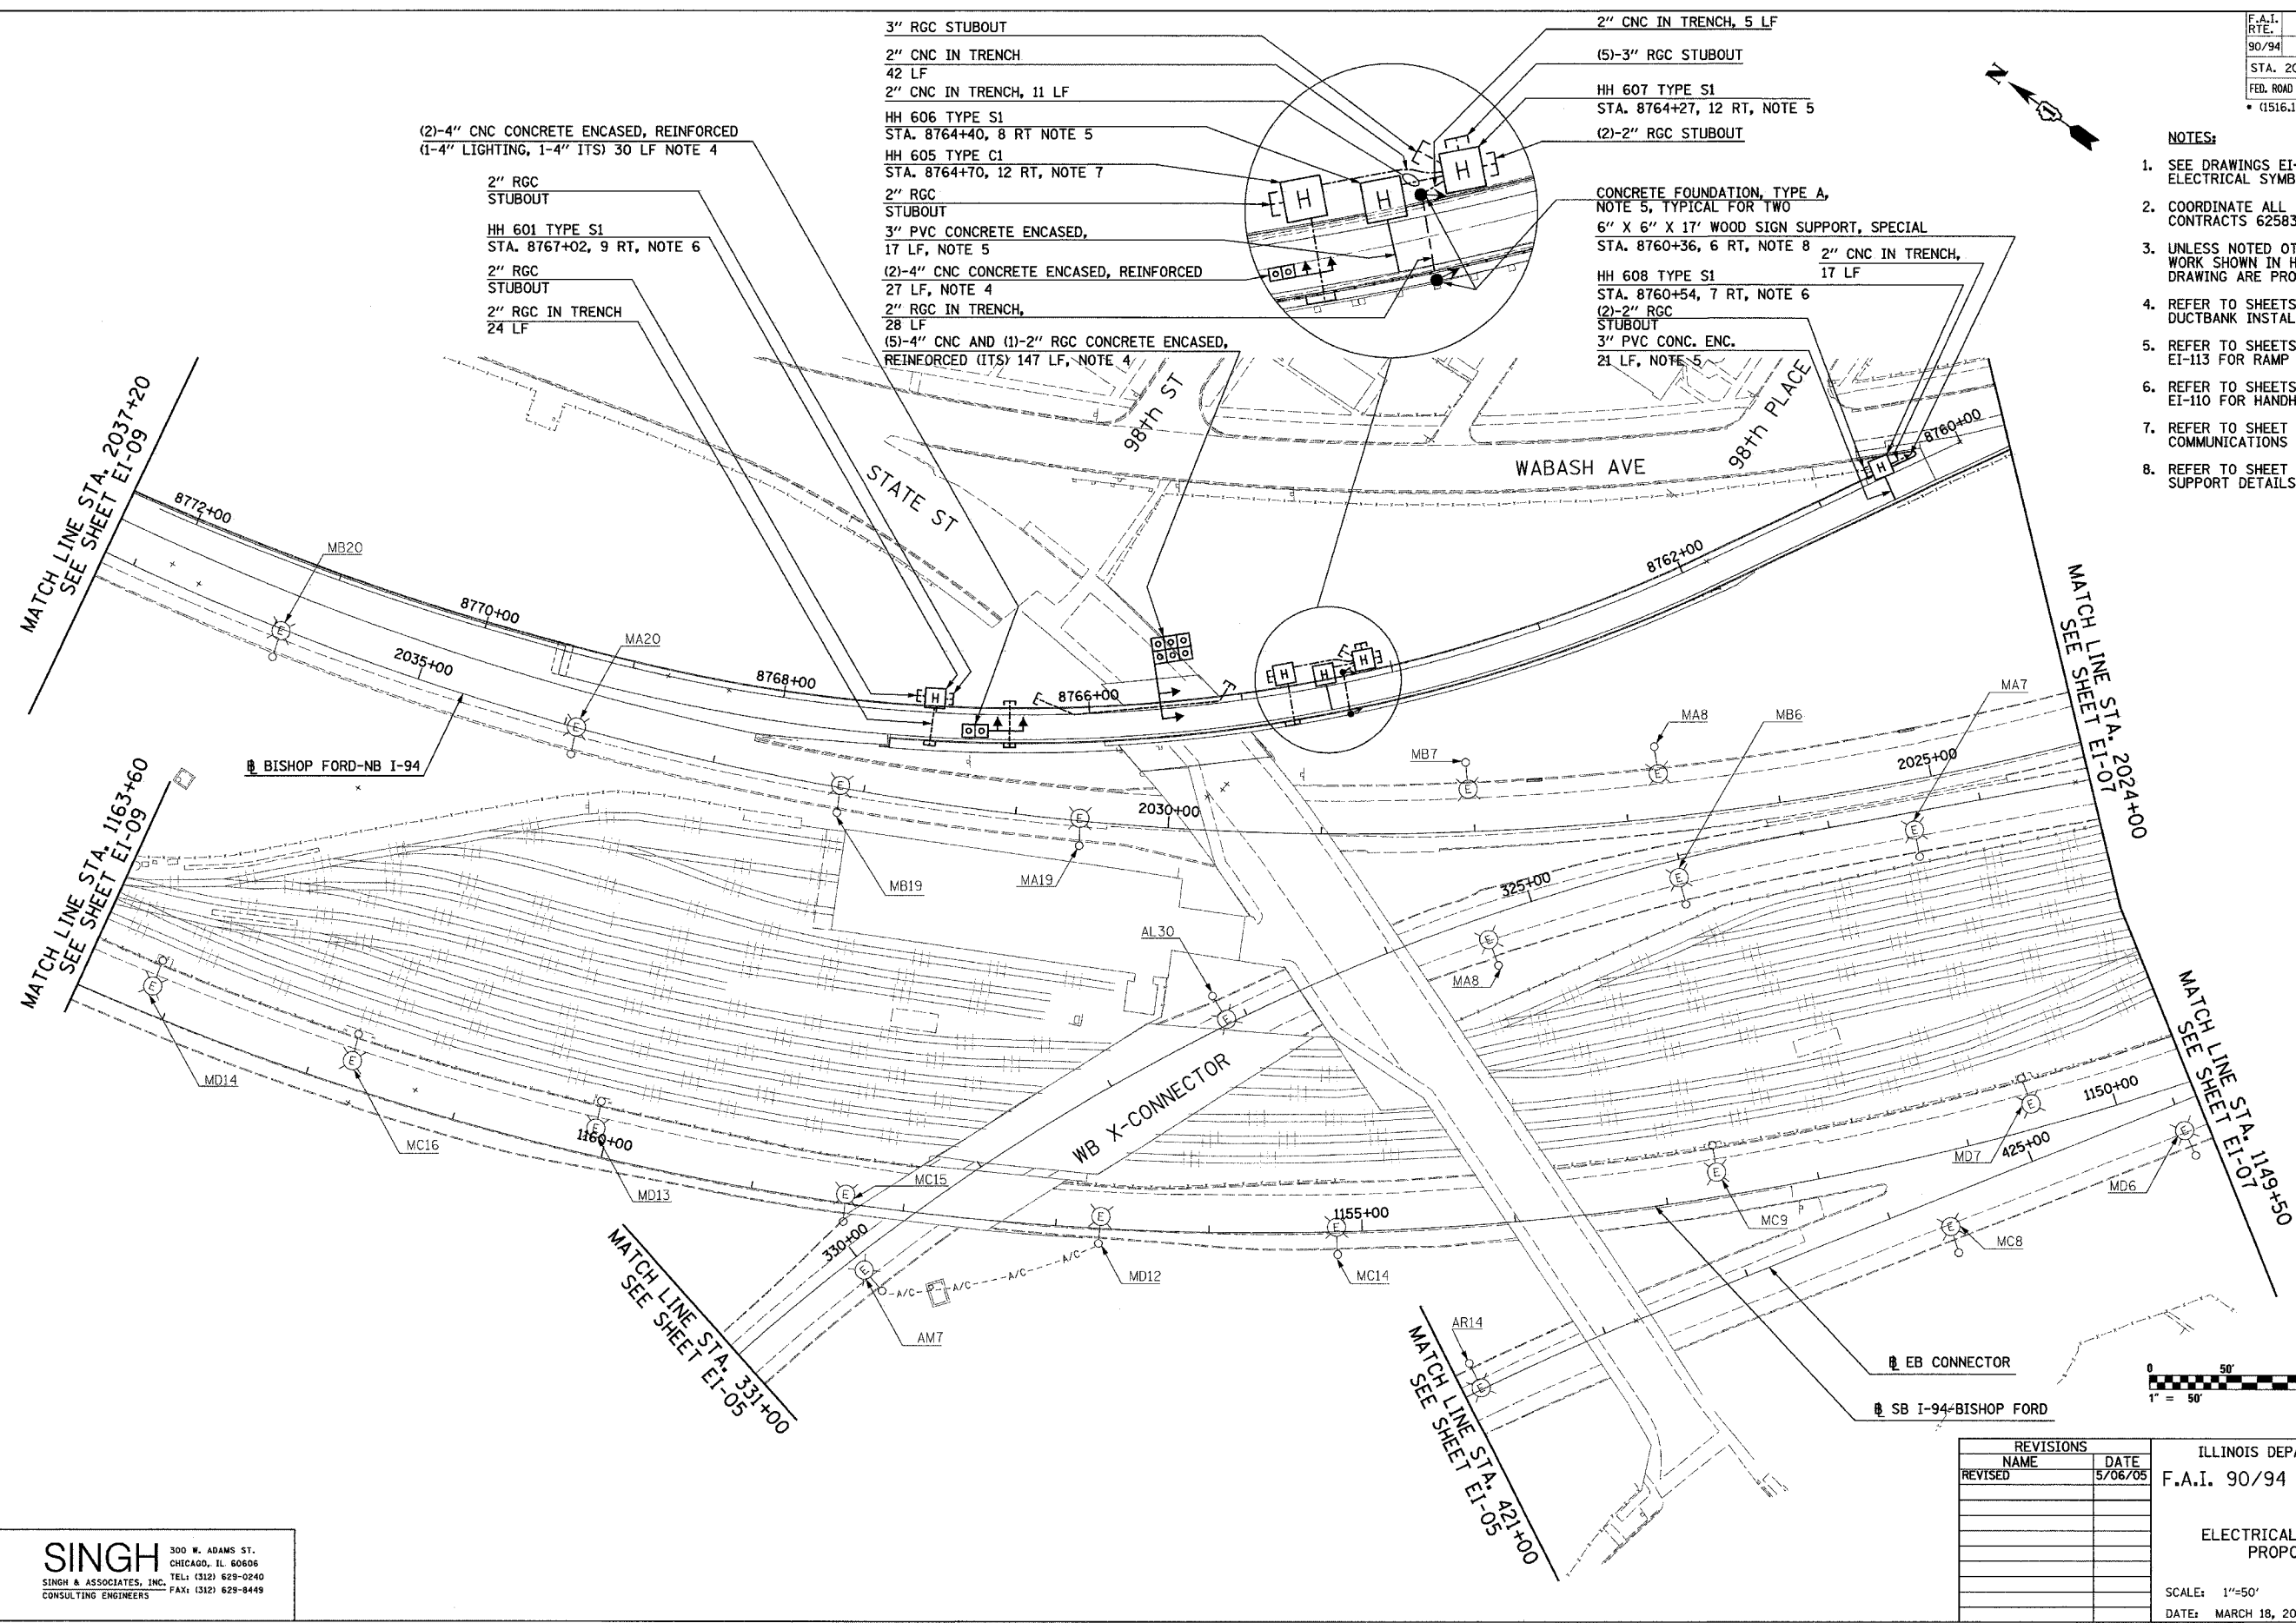 3" RGC STUBOUT
2" CNC IN TRENCH
42 LF
2" CNC IN TRENCH, 11 LF
HH 606 TYPE S1
STA. 8764+40, 8 RT NOTE 5
HH 605 TYPE C1
STA. 8764+70, 12 RT, NOTE 7
2" RGC
STUBOUT
3" PVC CONCRETE ENCASED,
17 LF, NOTE 5
(2)-4" CNC CONCRETE ENCASED, REINFORCED
27 LF, NOTE 4
2" RGC IN TRENCH,
28 LF
(5)-4" CNC AND (1)-2" RGC CONCRETE ENCASED,
REINFORCED (ITS) 147 LF, NOTE 4
(2)-4" CNC CONCRETE ENCASED, REINFORCED
(1-4" LIGHTING, 1-4" ITS) 30 LF NOTE 4
2" RGC
STUBOUT
HH 601 TYPE S1
STA. 8767+02, 9 RT, NOTE 6
2" RGC
STUBOUT
2" RGC IN TRENCH
24 LF
2" CNC IN TRENCH, 5 LF
(5)-3" RGC STUBOUT
HH 607 TYPE S1
STA. 8764+27, 12 RT, NOTE 5
(2)-2" RGC STUBOUT
CONCRETE FOUNDATION, TYPE A,
NOTE 5, TYPICAL FOR TWO
6" X 6" X 17' WOOD SIGN SUPPORT, SPECIAL
STA. 8760+36, 6 RT, NOTE 8
2" CNC IN TRENCH,
17 LF
HH 608 TYPE S1
STA. 8760+54, 7 RT, NOTE 6
(2)-2" RGC
STUBOUT
3" PVC CONC. ENC.
21 LF, NOTE 5
H
H
H
N
F.A.I.
RTE.
90/94
STA. 20
FED. ROAD
* (1516.1
NOTES:
1. SEE DRAWINGS EI-
ELECTRICAL SYMB
2. COORDINATE ALL
CONTRACTS 62583
3. UNLESS NOTED OT
WORK SHOWN IN H
DRAWING ARE PRO
4. REFER TO SHEETS
DUCTBANK INSTAL
5. REFER TO SHEETS
EI-113 FOR RAMP
6. REFER TO SHEETS
EI-110 FOR HANDH
7. REFER TO SHEET
COMMUNICATIONS
8. REFER TO SHEET
SUPPORT DETAILS
MATCH LINE STA. 2037+20
SEE SHEET EI-09
STATE ST
98th ST
WABASH AVE
98th PLACE
8772+00
8770+00
8768+00
8766+00
8762+00
8760+00
H
H
H
H
H
MB20
MA20
2035+00
℄ BISHOP FORD-NB I-94
MB19
MA19
2030+00
MB7
MA8
MB6
MA7
2025+00
MATCH LINE STA. 2024+00
SEE SHEET EI-07
MATCH LINE STA. 1163+60
SEE SHEET EI-09
325+00
AL30
MA8
WB X-CONNECTOR
MD14
MC16
1160+00
MD13
MC15
330+00
AM7
A/C
A/C
A/C
A/C
MD12
1155+00
MC14
MC9
MD7
1150+00
425+00
MD6
MC8
MATCH LINE STA. 1149+50
SEE SHEET EI-07
MATCH LINE STA. 331+00
SEE SHEET EI-05
AR14
MATCH LINE STA. 421+00
SEE SHEET EI-05
℄ EB CONNECTOR
℄ SB I-94-BISHOP FORD
0 50'
1" = 50'
REVISIONS
NAME DATE
REVISED 5/06/05
ILLINOIS DEPA
F.A.I. 90/94
ELECTRICAL
PROPO
SCALE: 1"=50'
DATE: MARCH 18, 20
SINGH
SINGH & ASSOCIATES, INC.
CONSULTING ENGINEERS
300 W. ADAMS ST.
CHICAGO, IL 60606
TEL: (312) 629-0240
FAX: (312) 629-8449